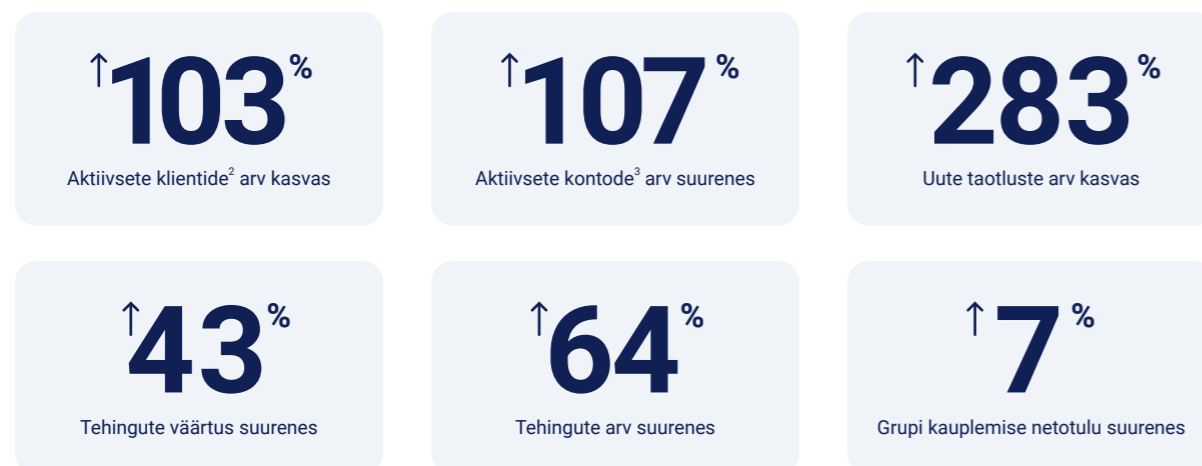 ↑103%
Aktiivsete klientide² arv kasvas
↑107%
Aktiivsete kontode³ arv suurenes
↑283%
Uute taotluste arv kasvas
↑43%
Tehingute väärtus suurenes
↑64%
Tehingute arv suurenes
↑7%
Grupi kauplemise netotulu suurenes